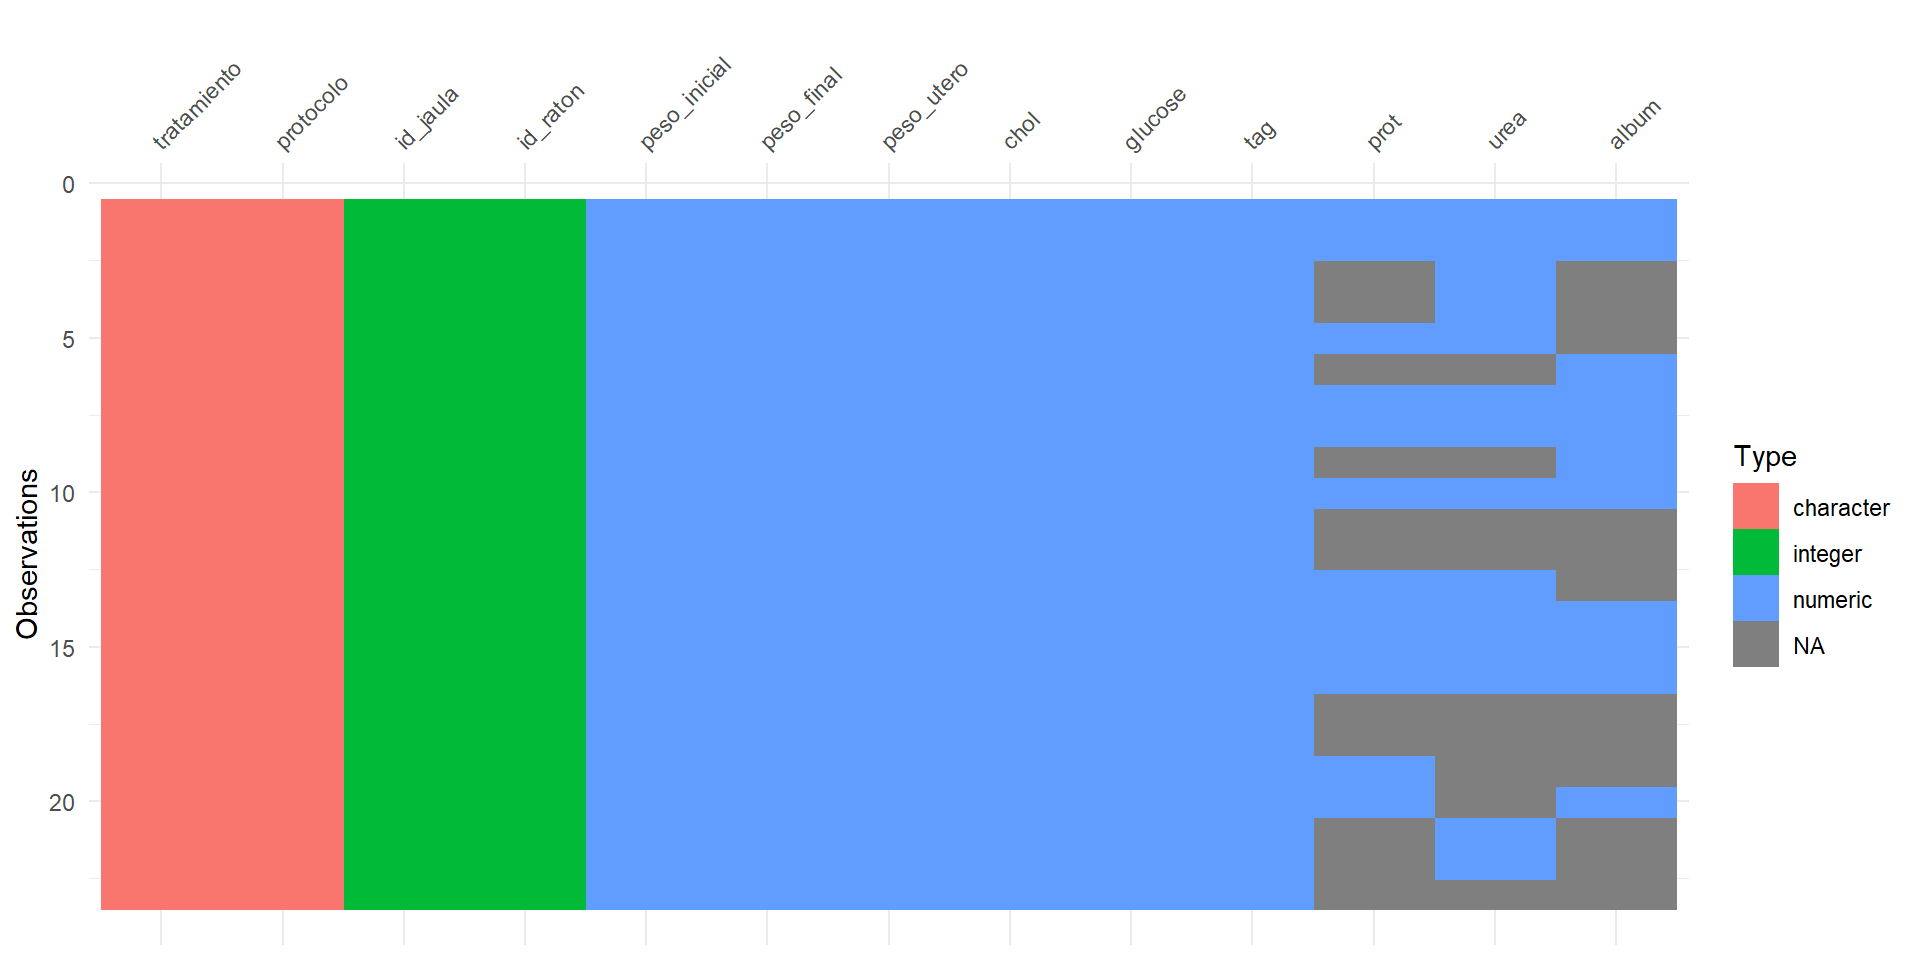 tratamiento
protocolo
id_jaula
id_raton
peso_inicial
peso_final
peso_utero
chol
glucose
tag
prot
urea
album
0
5
10
15
20
Observations
Type
character
integer
numeric
NA